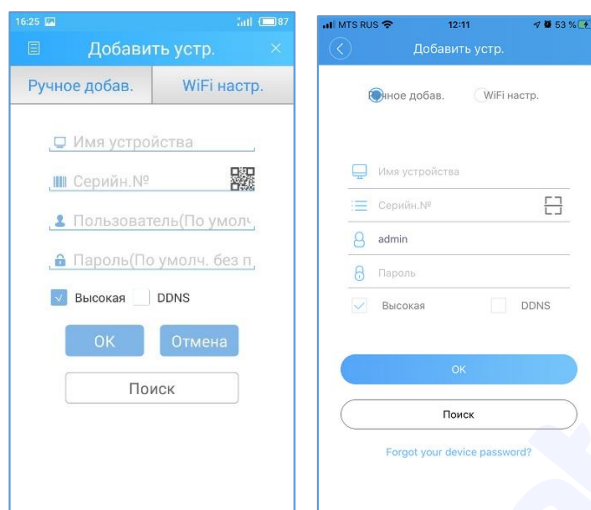 16:25 87
Добавить устр. ×
Ручное добав. WiFi настр.
Имя устройства
Серийн.№
Пользователь(По умолч
Пароль(По умолч. без п
Высокая DDNS
OK Отмена
Поиск
MTS RUS 12:11 53 %
Добавить устр.
Ручное добав. WiFi настр.
Имя устройства
Серийн.№
admin
Пароль
Высокая DDNS
OK
Поиск
Forgot your device password?